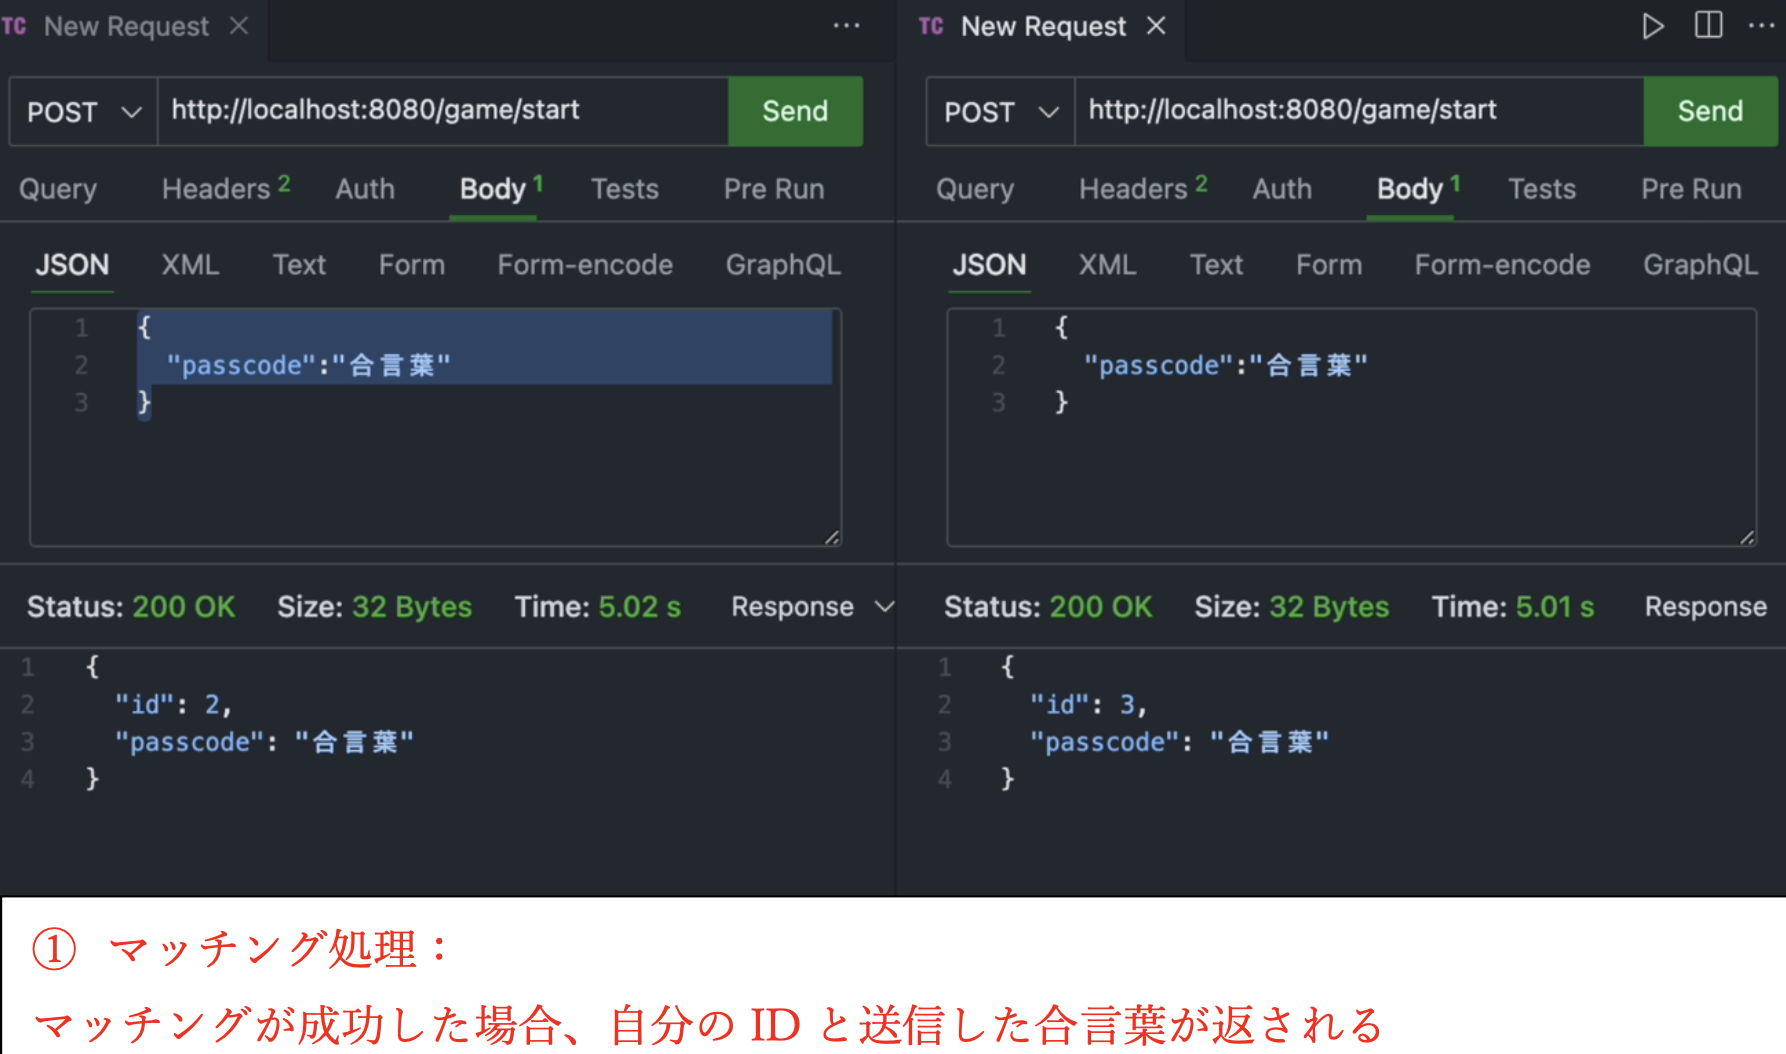 TC New Request × ···
POST http://localhost:8080/game/start Send
Query Headers 2 Auth Body 1 Tests Pre Run
JSON XML Text Form Form-encode GraphQL
1 {
2 "passcode":"合言葉"
3 }
Status: 200 OK Size: 32 Bytes Time: 5.02 s Response
1 {
2 "id": 2,
3 "passcode": "合言葉"
4 }
TC New Request × ···
POST http://localhost:8080/game/start Send
Query Headers 2 Auth Body 1 Tests Pre Run
JSON XML Text Form Form-encode GraphQL
1 {
2 "passcode":"合言葉"
3 }
Status: 200 OK Size: 32 Bytes Time: 5.01 s Response
1 {
2 "id": 3,
3 "passcode": "合言葉"
4 }
① マッチング処理：
マッチングが成功した場合、自分の ID と送信した合言葉が返される